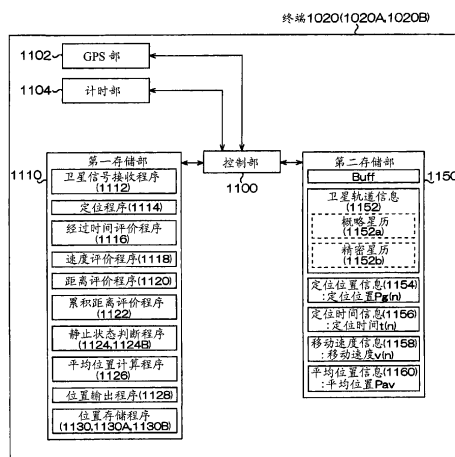 终端1020(1020A,1020B)
1102
GPS 部
1104
计时部
1110
第一存储部
卫星信号接收程序
(1112)
定位程序(1114)
经过时间评价程序
(1116)
速度评价程序(1118)
距离评价程序(1120)
累积距离评价程序
(1122)
静止状态判断程序
(1124,1124B)
平均位置计算程序
(1126)
位置输出程序(1128)
位置存储程序
(1130,1130A,1130B)
控制部
1100
第二存储部
1150
Buff
卫星轨道信息
(1152)
概略星历
(1152a)
精密星历
(1152b)
定位位置信息(1154)
:定位位置Pg(n)
定位时间信息(1156)
:定位时间t(n)
移动速度信息(1158)
:移动速度v(n)
平均位置信息(1160)
:平均位置Pav